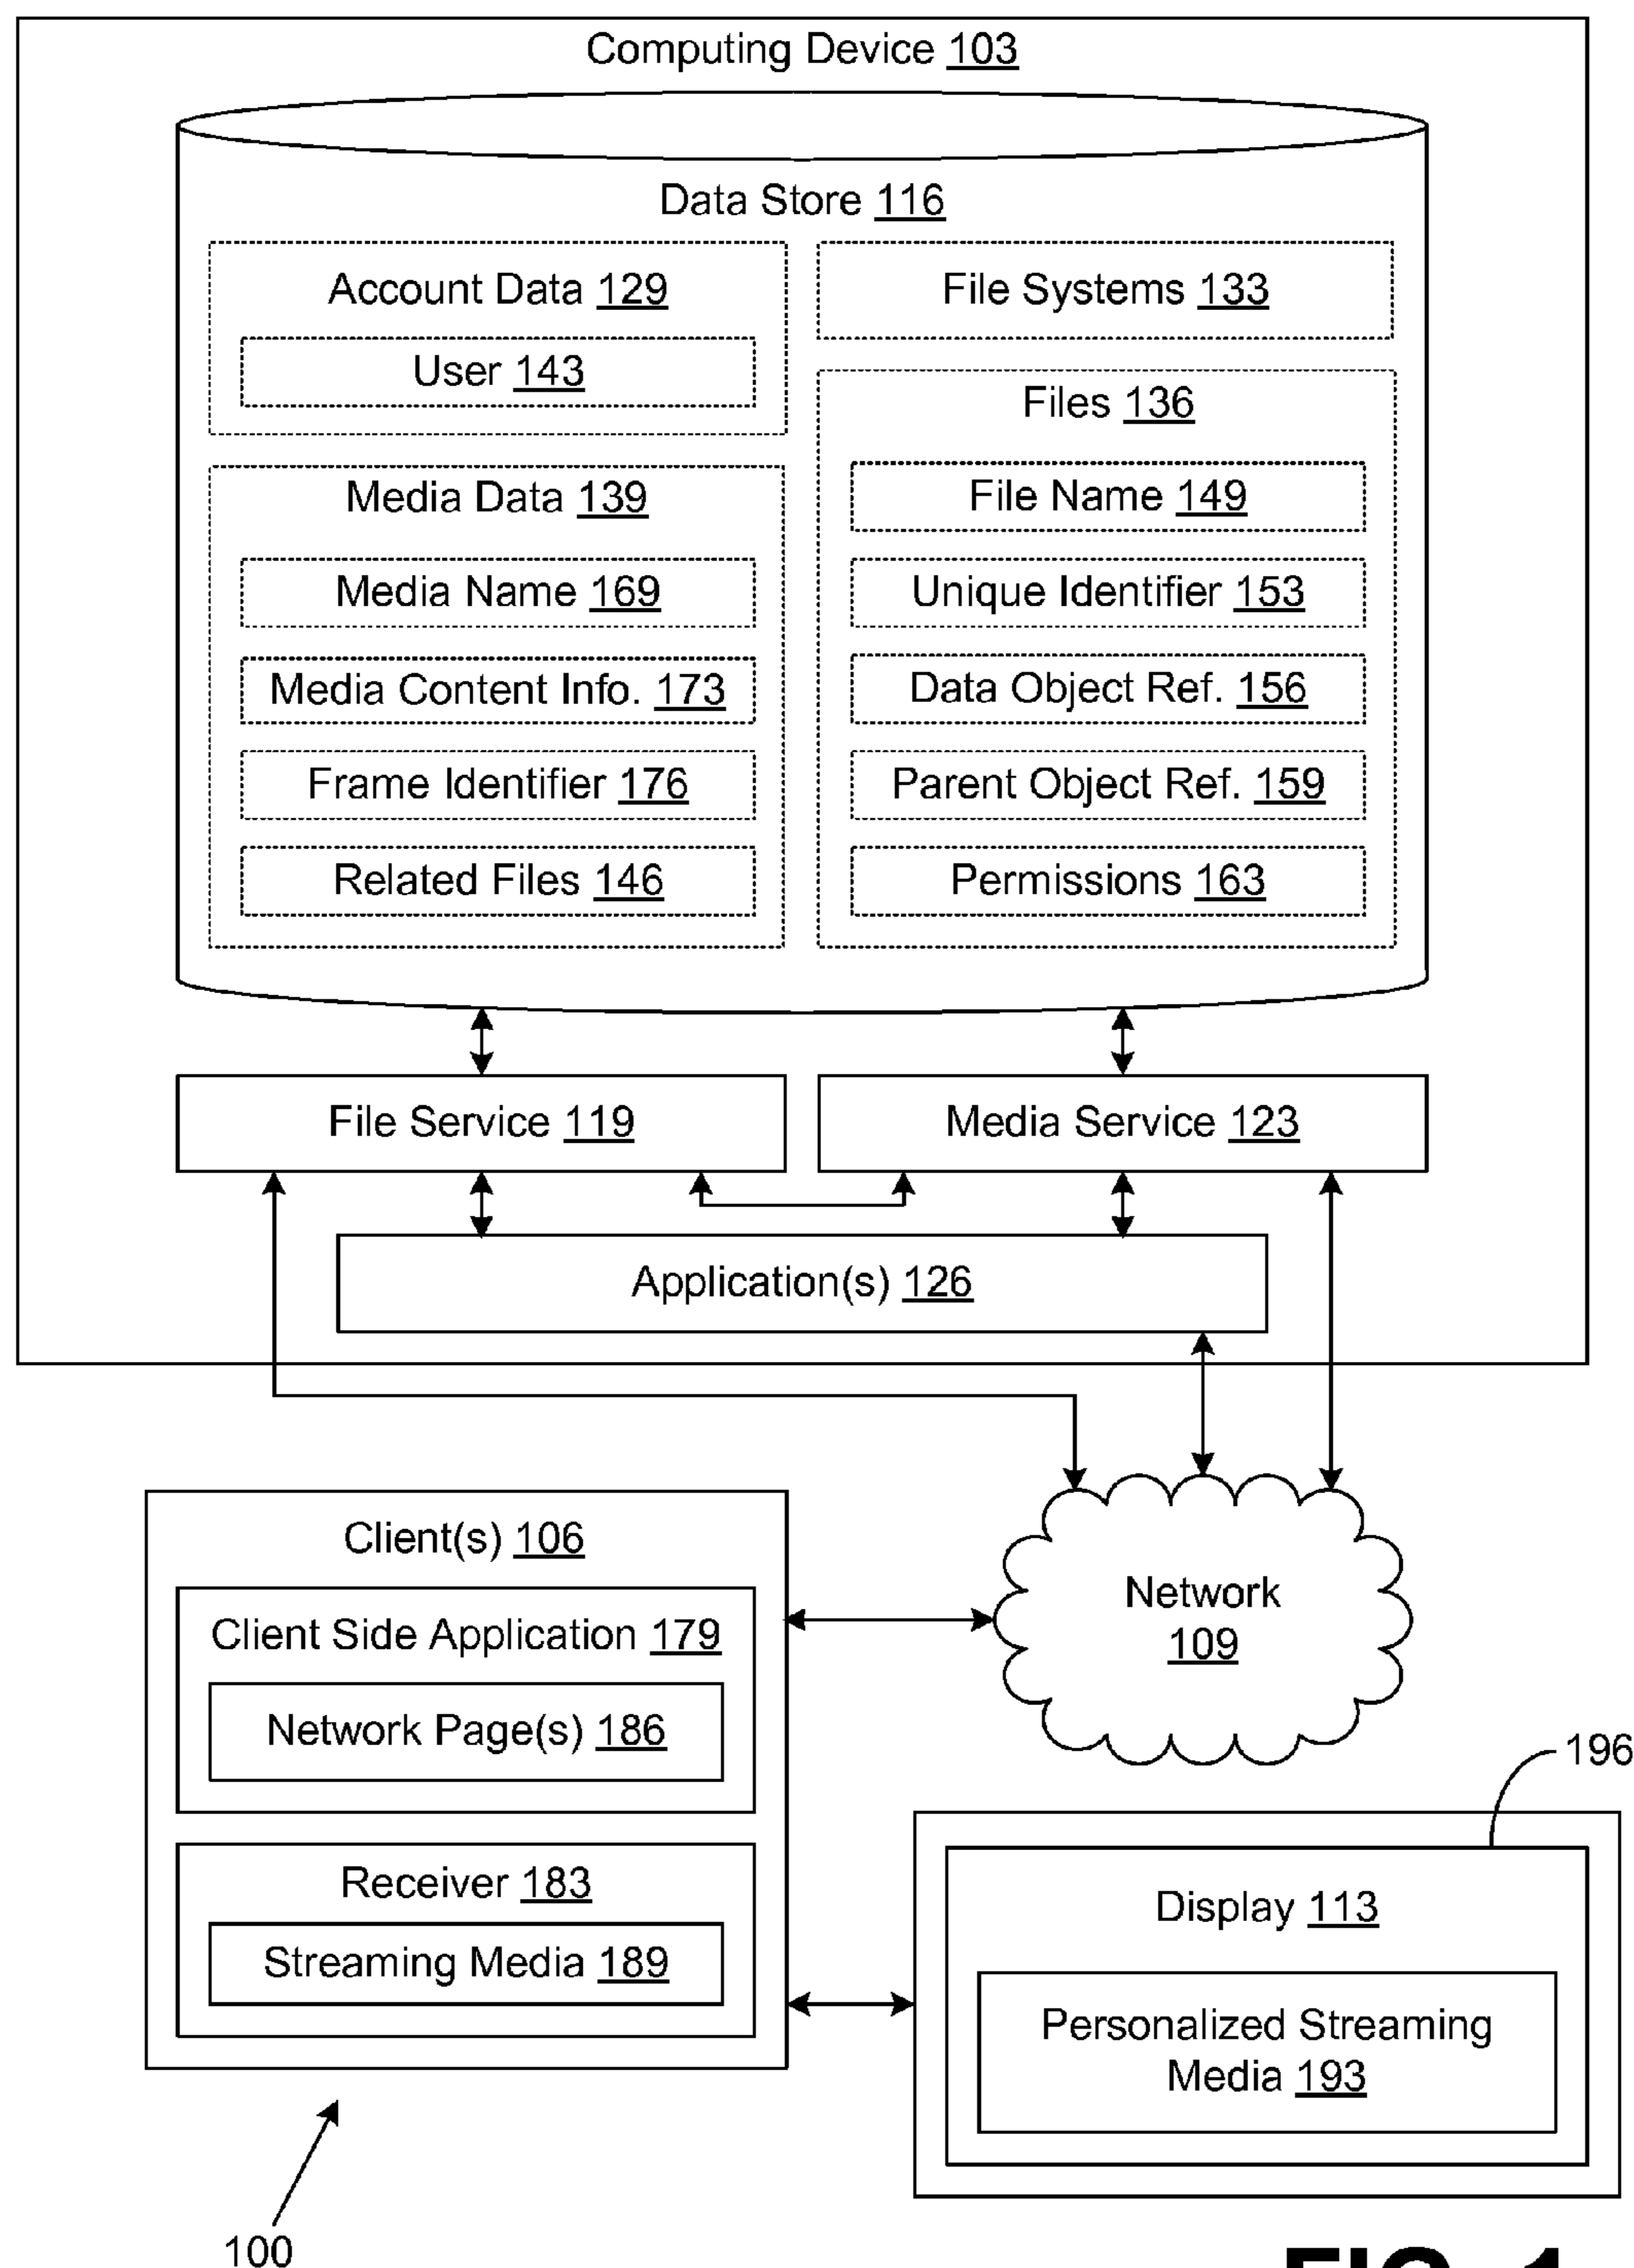 Computing Device 103
Data Store 116
Account Data 129
User 143
Media Data 139
Media Name 169
Media Content Info. 173
Frame Identifier 176
Related Files 146
File Systems 133
Files 136
File Name 149
Unique Identifier 153
Data Object Ref. 156
Parent Object Ref. 159
Permissions 163
File Service 119
Media Service 123
Application(s) 126
Client(s) 106
Client Side Application 179
Network Page(s) 186
Receiver 183
Streaming Media 189
Network
109
196
Display 113
Personalized Streaming
Media 193
100
FIG. 1